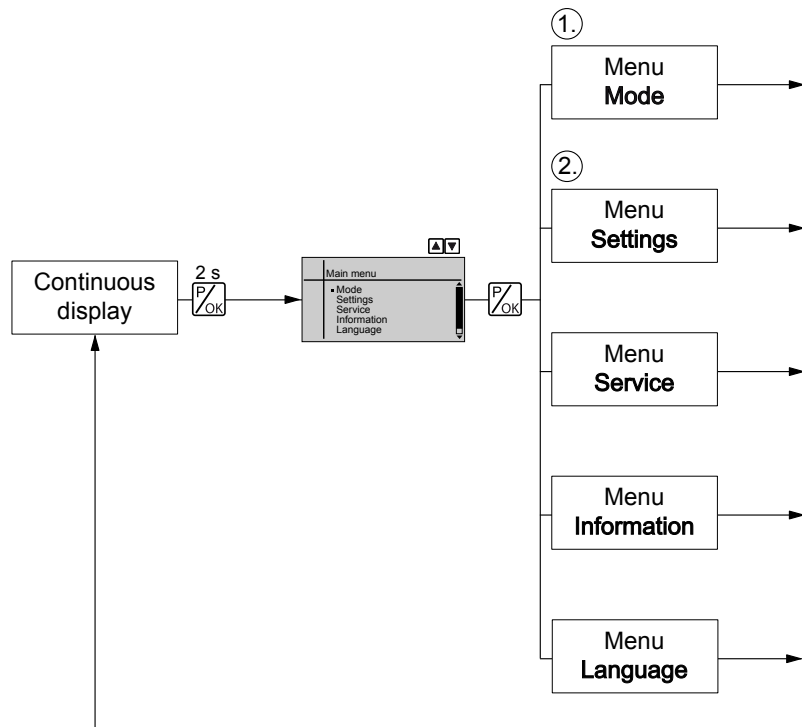 1.
Menu
Mode
2.
Menu
Settings
2 s
Continuous
display
P/OK
Main menu
Mode
Settings
Service
Information
Language
P/OK
Menu
Service
Menu
Information
Menu
Language